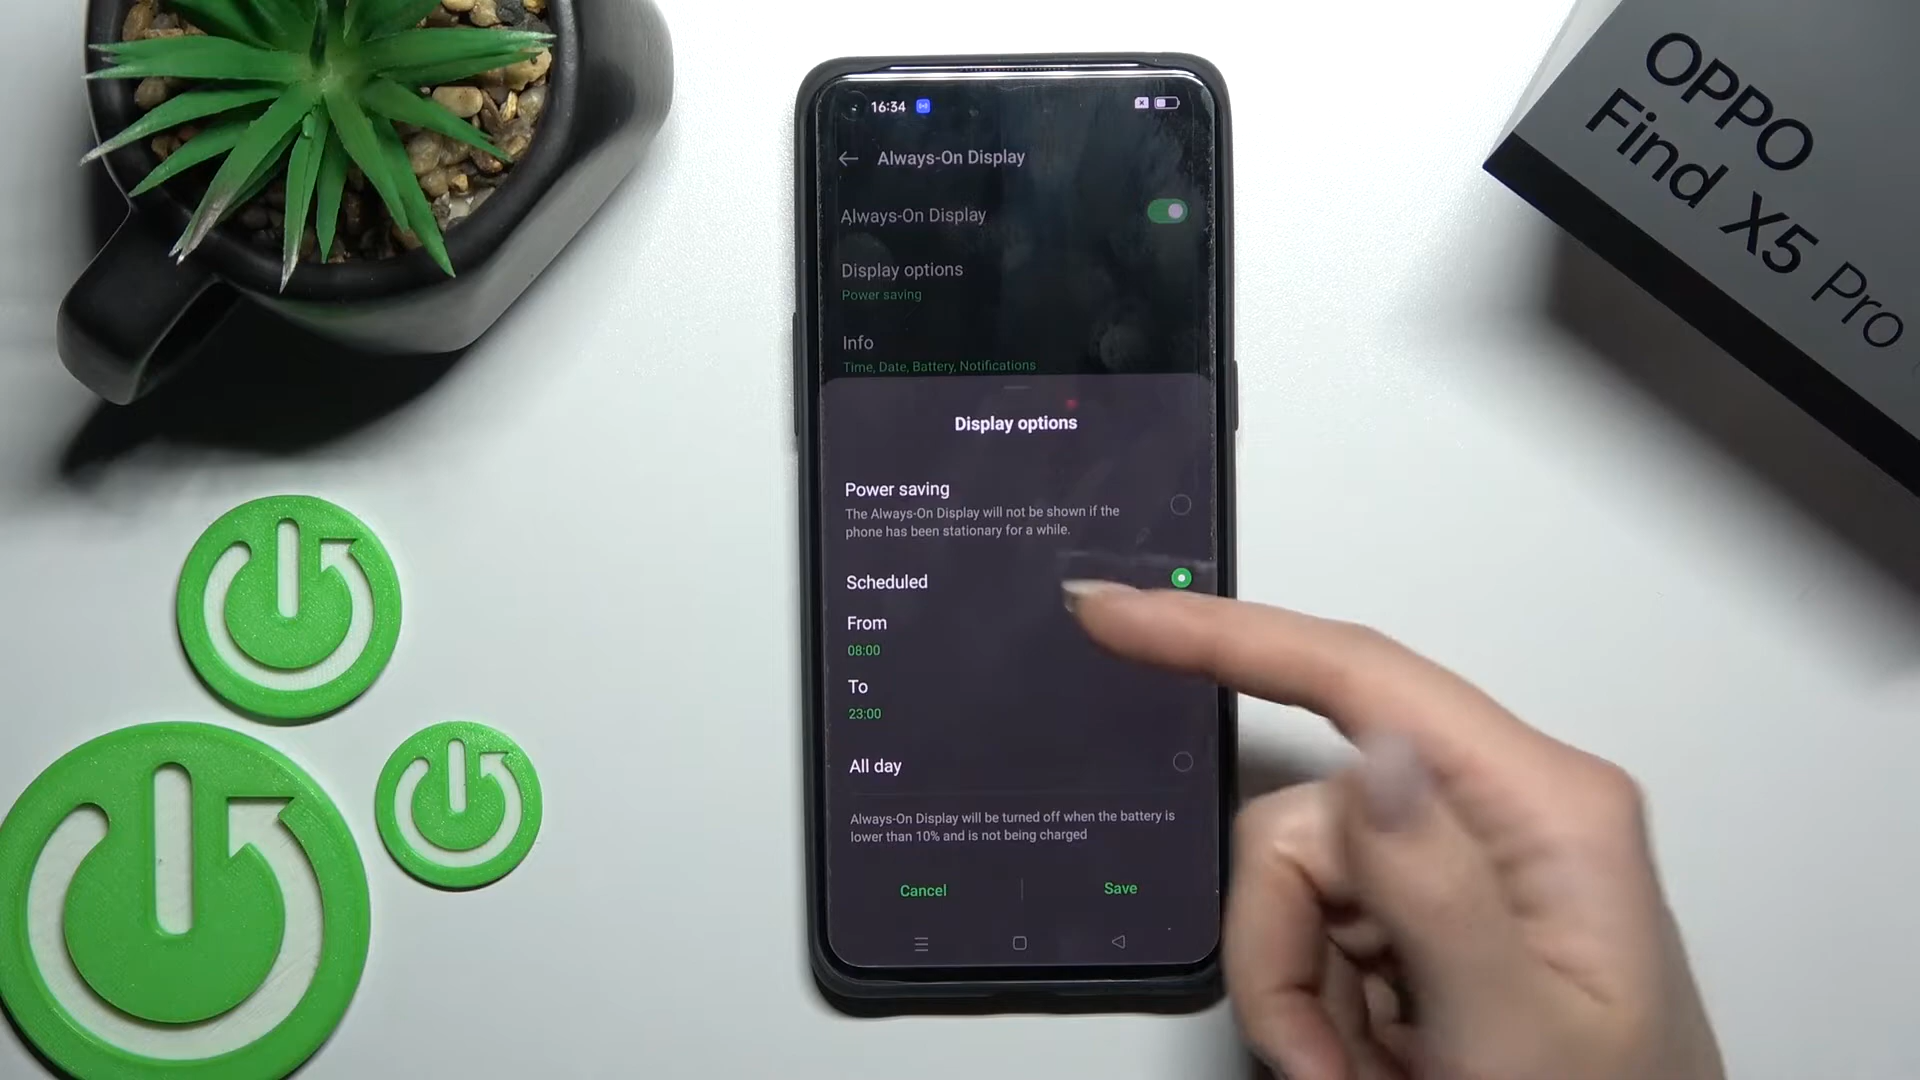 OPPO
Find X5 Pro
16:34
Always-On Display
Always-On Display
Display options
Power saving
Info
Time, Date, Battery, Notifications
Display options
Power saving
The Always-On Display will not be shown if the
phone has been stationary for a while.
Scheduled
From
08:00
To
23:00
All day
Always-On Display will be turned off when the battery is
lower than 10% and is not being charged
Cancel
Save